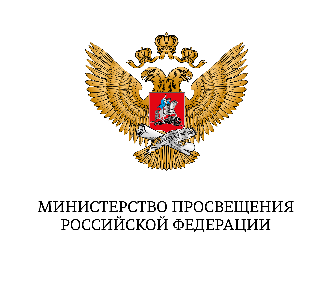 МИНИСТЕРСТВО ПРОСВЕЩЕНИЯ
РОССИЙСКОЙ ФЕДЕРАЦИИ